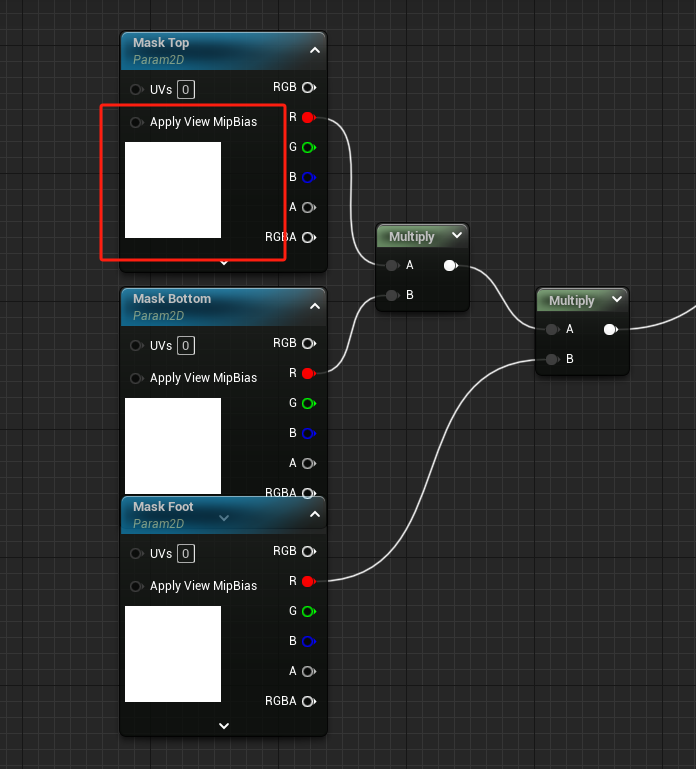 Mask Top
Param2D
UVs 0
RGB
Apply View MipBias
R
G
B
A
RGBA
Multiply
A
B
Mask Bottom
Param2D
UVs 0
RGB
Apply View MipBias
R
G
B
A
RGBA
Multiply
A
B
Mask Foot
Param2D
UVs 0
RGB
Apply View MipBias
R
G
B
A
RGBA